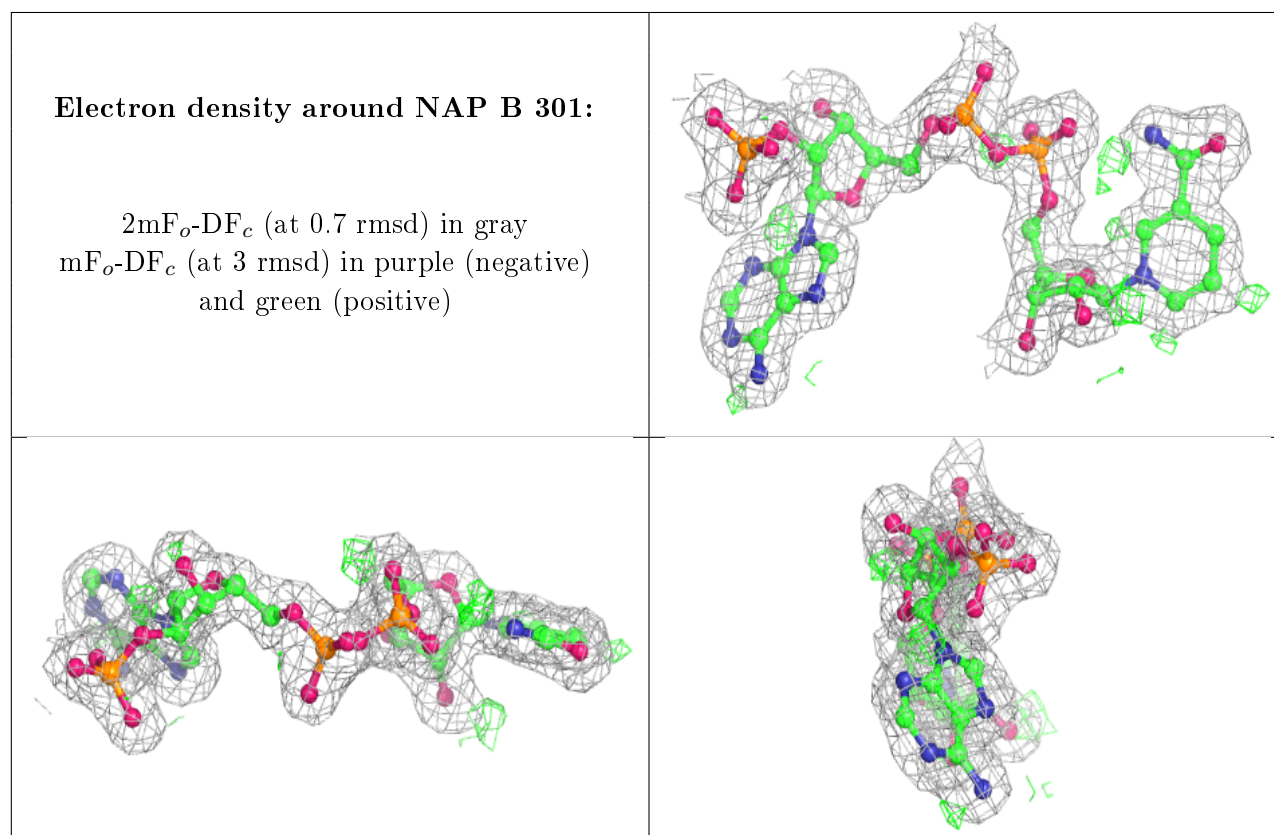 Electron density around NAP B 301:
2mFₒ-DF𝒸 (at 0.7 rmsd) in gray
mFₒ-DF𝒸 (at 3 rmsd) in purple (negative)
and green (positive)